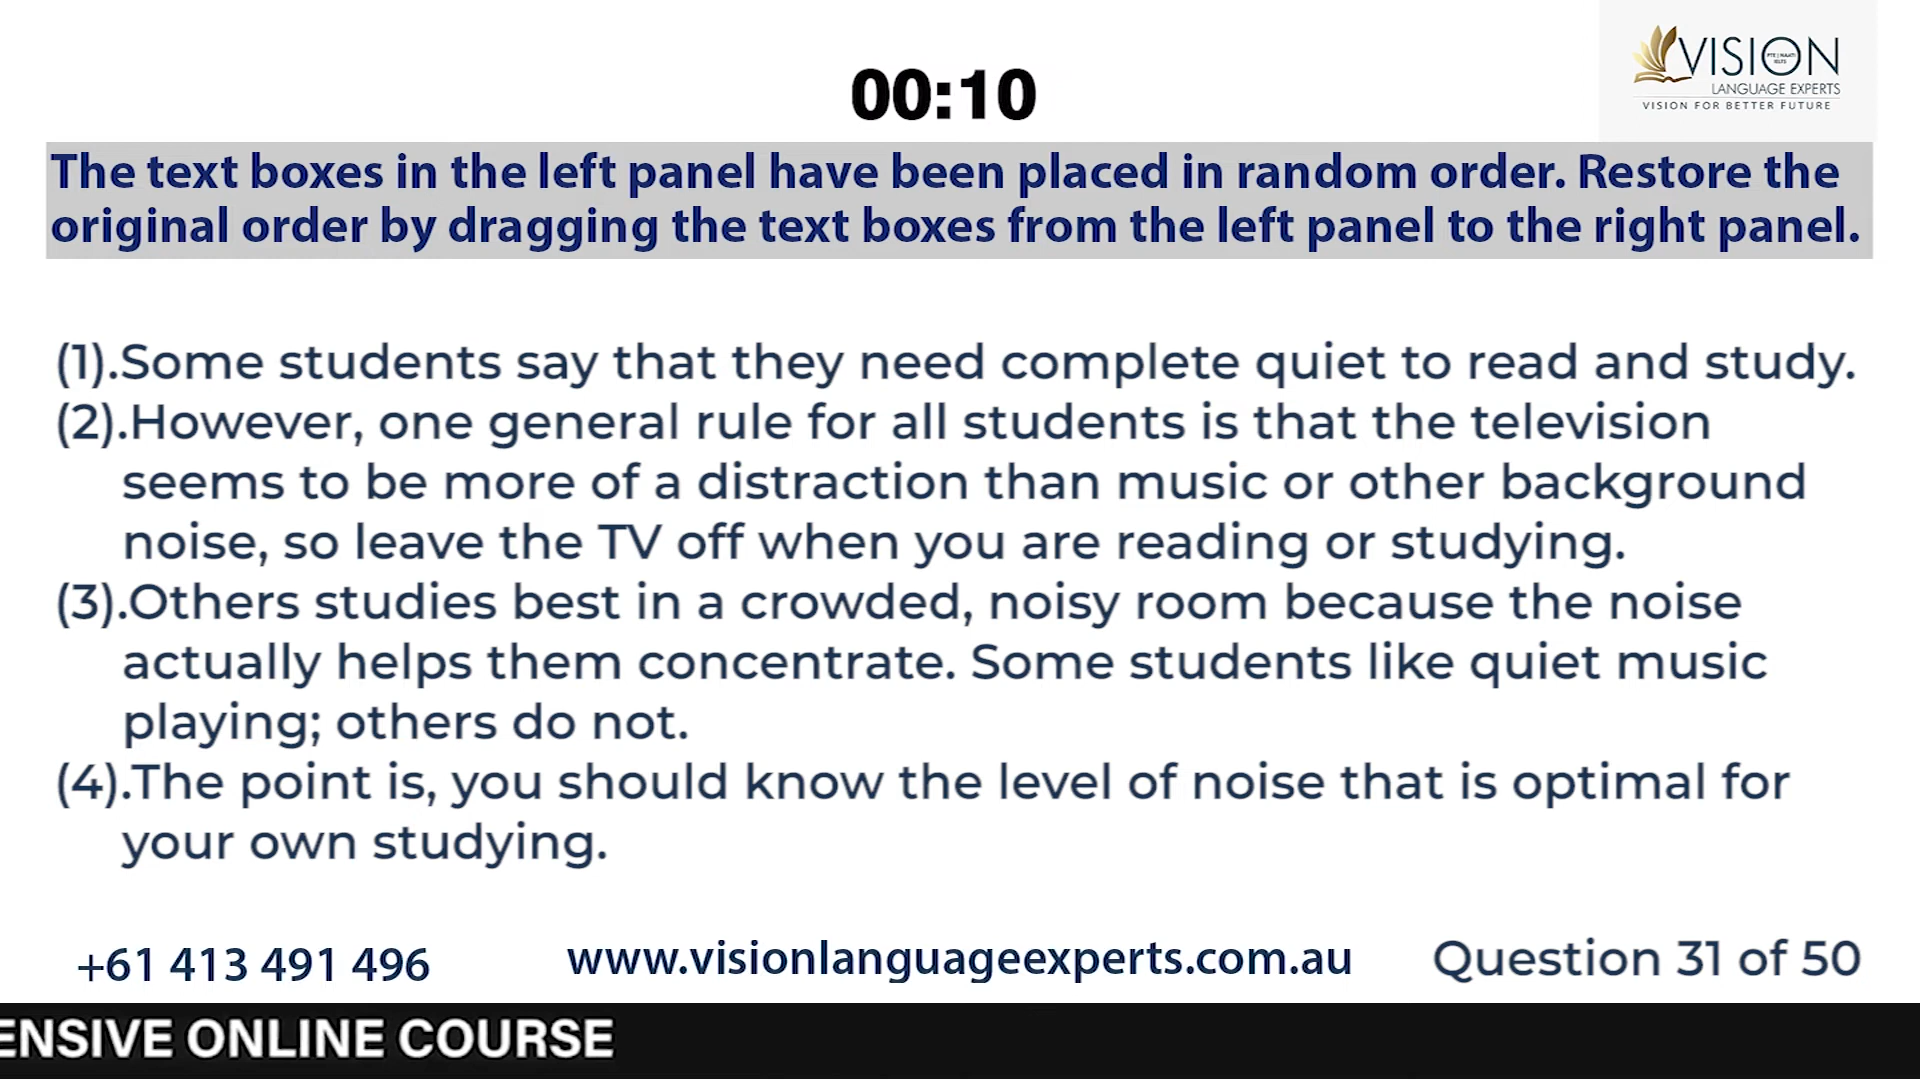 VISION
LANGUAGE EXPERTS
VISION FOR BETTER FUTURE
00:10
The text boxes in the left panel have been placed in random order. Restore the
original order by dragging the text boxes from the left panel to the right panel.
(1).Some students say that they need complete quiet to read and study.
(2).However, one general rule for all students is that the television
seems to be more of a distraction than music or other background
noise, so leave the TV off when you are reading or studying.
(3).Others studies best in a crowded, noisy room because the noise
actually helps them concentrate. Some students like quiet music
playing; others do not.
(4).The point is, you should know the level of noise that is optimal for
your own studying.
+61 413 491 496
www.visionlanguageexperts.com.au
Question 31 of 50
ENSIVE ONLINE COURSE